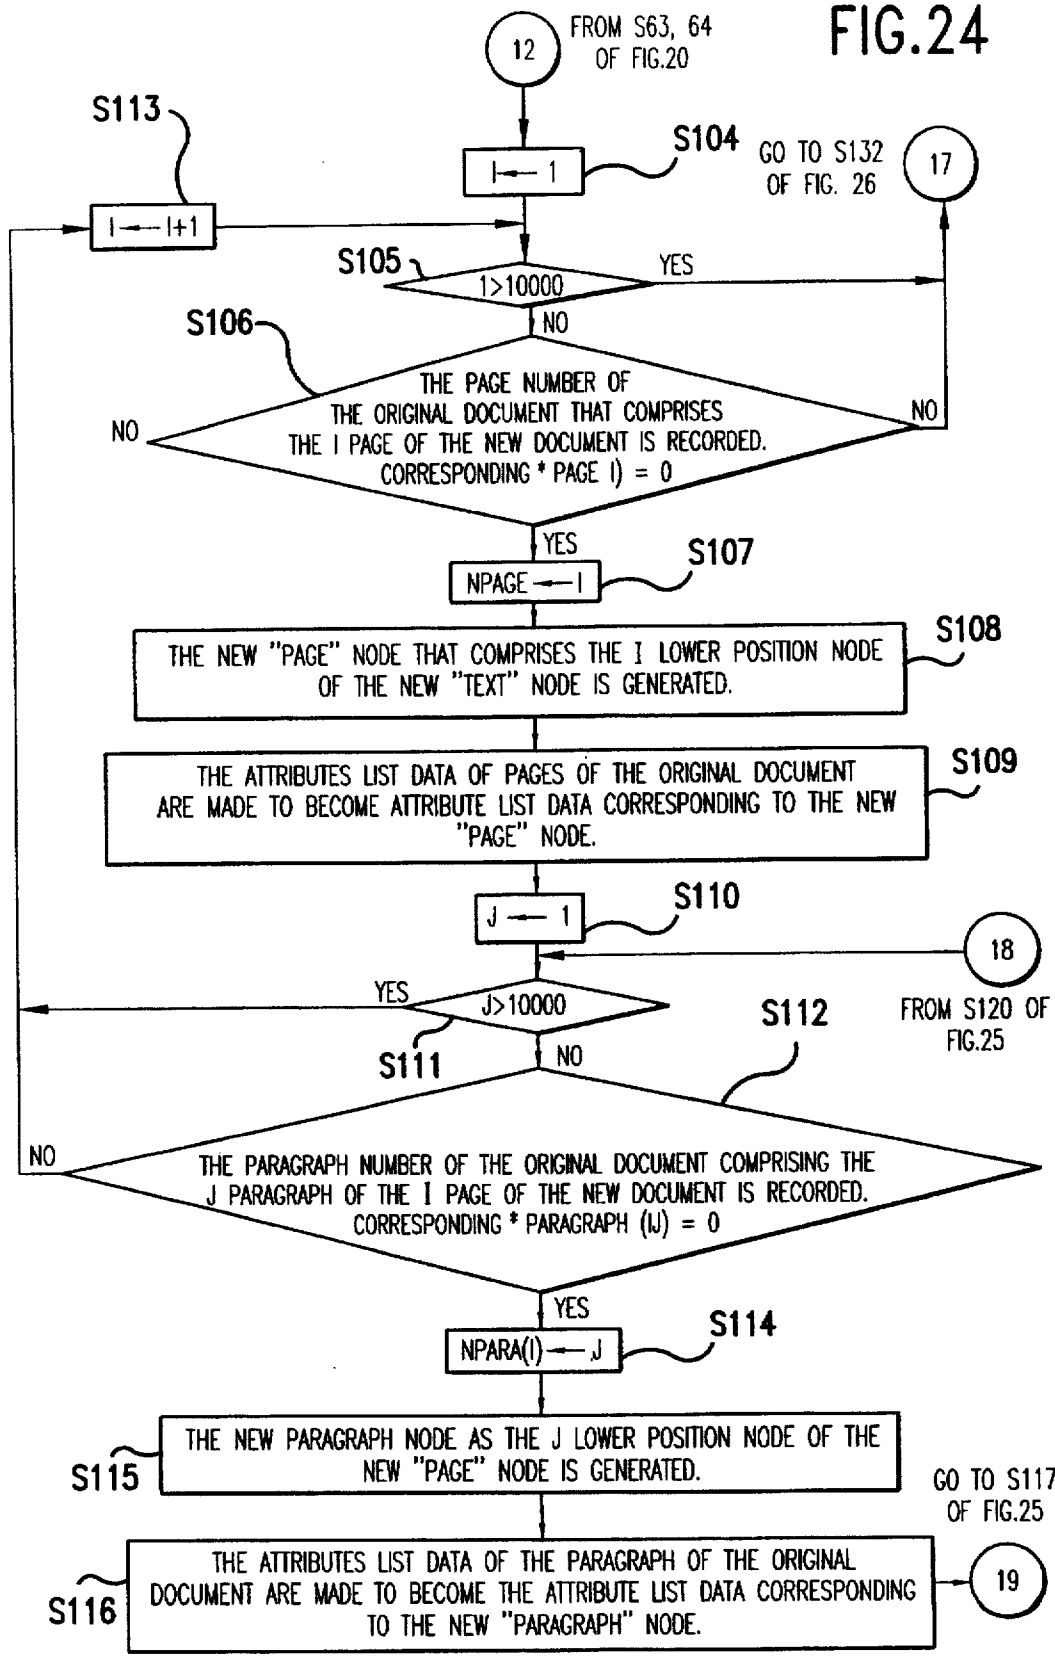 FIG.24
12
FROM S63, 64
OF FIG.20
S113
S104
I ← 1
GO TO S132
OF FIG. 26
17
I ← I+1
S105
1>10000
YES
NO
S106
THE PAGE NUMBER OF
THE ORIGINAL DOCUMENT THAT COMPRISES
THE I PAGE OF THE NEW DOCUMENT IS RECORDED.
CORRESPONDING * PAGE I) = 0
NO
NO
YES
S107
NPAGE ← I
S108
THE NEW "PAGE" NODE THAT COMPRISES THE I LOWER POSITION NODE
OF THE NEW "TEXT" NODE IS GENERATED.
S109
THE ATTRIBUTES LIST DATA OF PAGES OF THE ORIGINAL DOCUMENT
ARE MADE TO BECOME ATTRIBUTE LIST DATA CORRESPONDING TO THE NEW
"PAGE" NODE.
S110
J ← 1
18
FROM S120 OF
FIG.25
YES
J>10000
S111
NO
S112
NO
THE PARAGRAPH NUMBER OF THE ORIGINAL DOCUMENT COMPRISING THE
J PARAGRAPH OF THE I PAGE OF THE NEW DOCUMENT IS RECORDED.
CORRESPONDING * PARAGRAPH (IJ) = 0
YES
S114
NPARA(I) ← J
S115
THE NEW PARAGRAPH NODE AS THE J LOWER POSITION NODE OF THE
NEW "PAGE" NODE IS GENERATED.
GO TO S117
OF FIG.25
S116
THE ATTRIBUTES LIST DATA OF THE PARAGRAPH OF THE ORIGINAL
DOCUMENT ARE MADE TO BECOME THE ATTRIBUTE LIST DATA CORRESPONDING
TO THE NEW "PARAGRAPH" NODE.
19